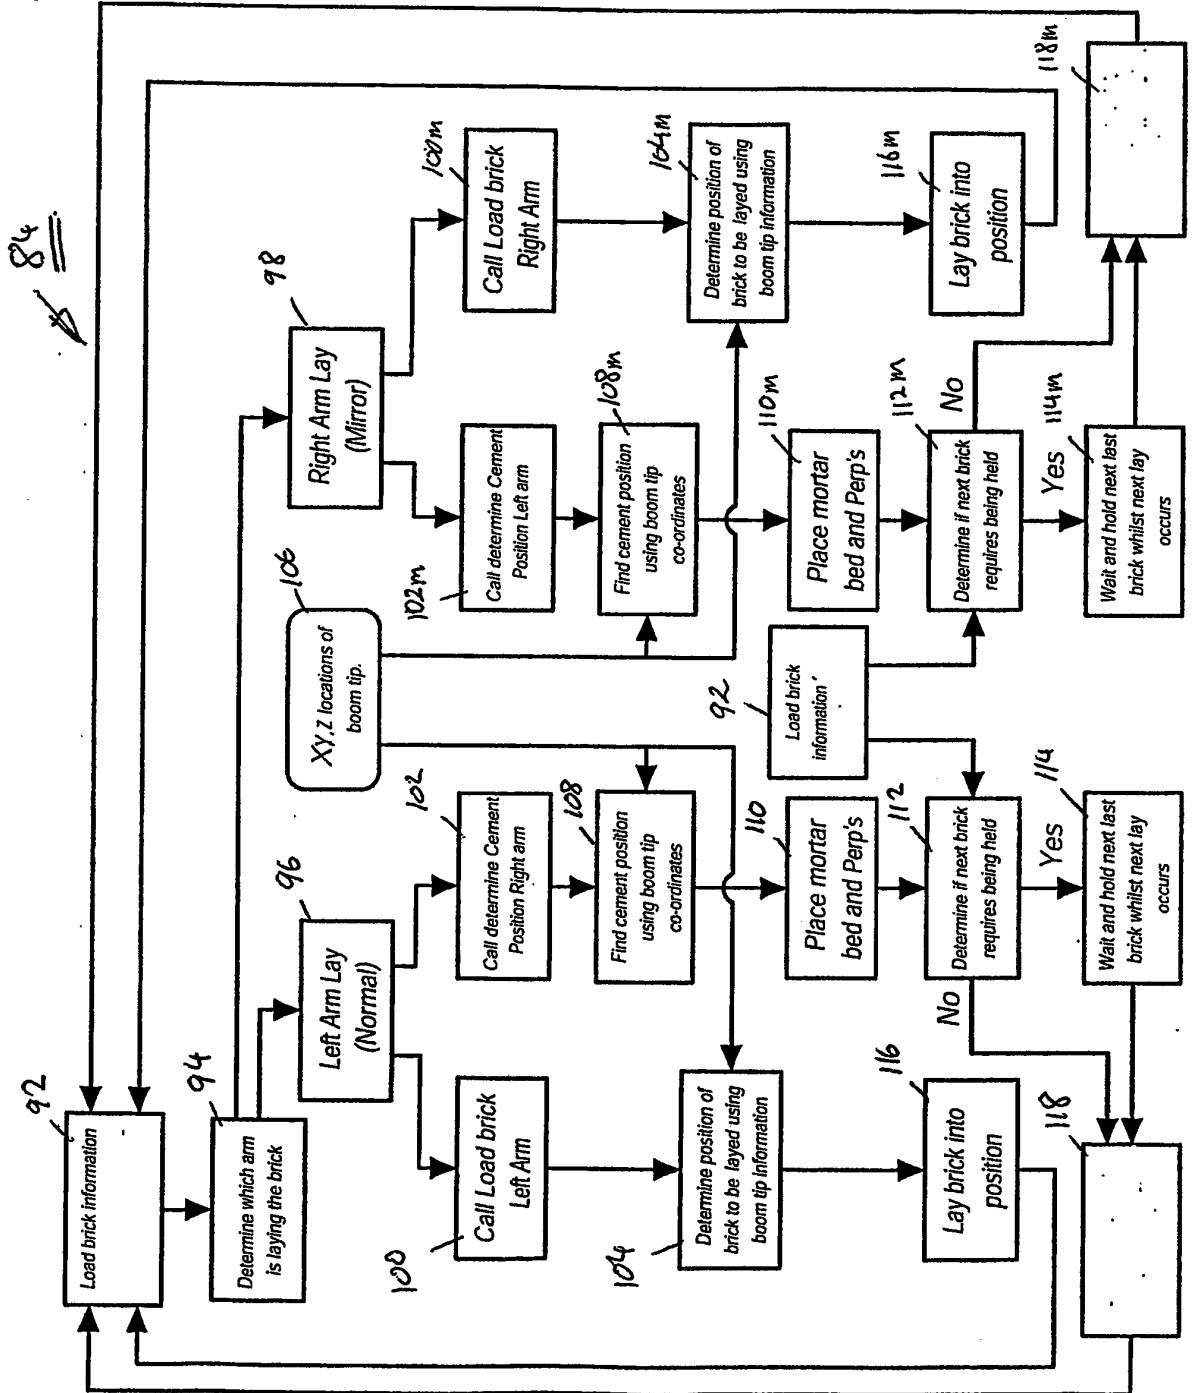 84
92
Load brick information
94
Determine which arm
is laying the brick
96
Left Arm Lay
(Normal)
98
Right Arm Lay
(Mirror)
106
XY,Z locations of
boom tip.
100
Call Load brick
Left Arm
102
Call determine Cement
Position Right arm
102m
Call determine Cement
Position Left arm
100m
Call Load brick
Right Arm
104
Determine position of
brick to be layed using
boom tip Information
108
Find cement position
using boom tip
co-ordinates
108m
Find cement position
using boom tip
co-ordinates
104m
Determine position of
brick to be layed using
boom tip information
110
Place mortar
bed and Perp's
92
Load brick
information'
110m
Place mortar
bed and Perp's
116
Lay brick into
position
112
Determine if next brick
requires being held
112m
Determine if next brick
requires being held
116m
Lay brick into
position
No
Yes
Yes
No
114
Wait and hold next last
brick whilst next lay
occurs
114m
Wait and hold next last
brick whilst next lay
occurs
118
118m